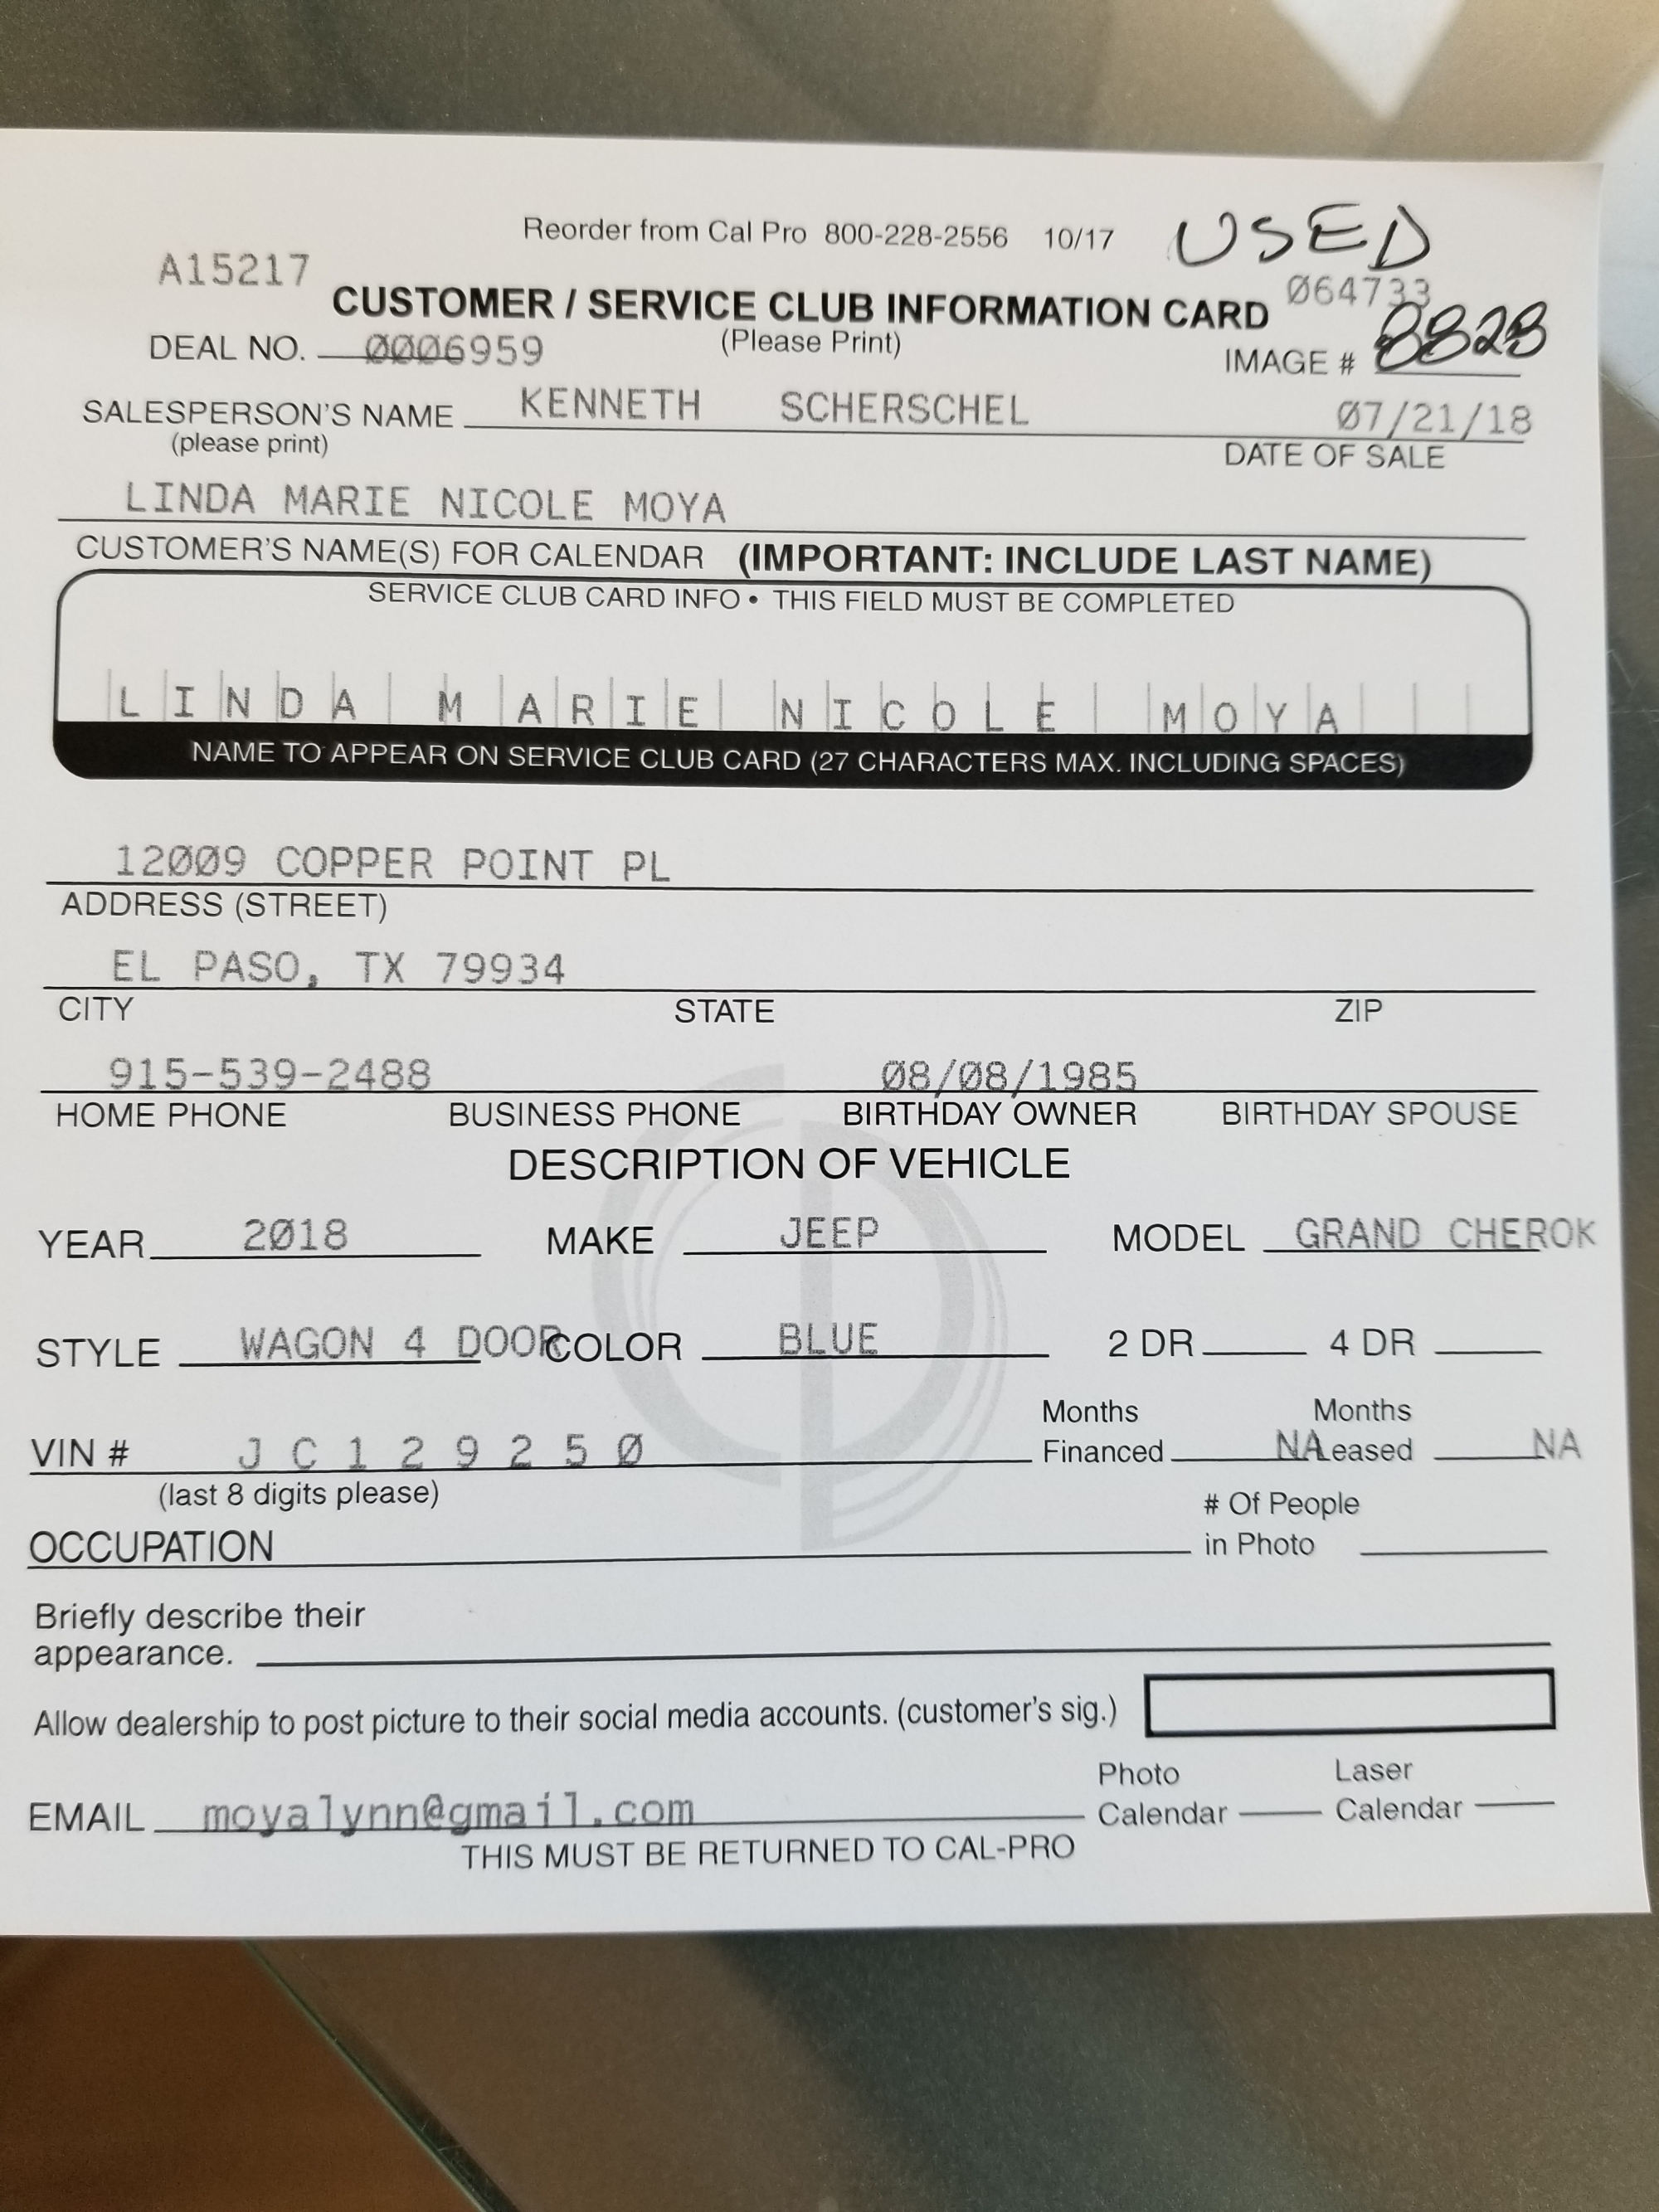 Reorder from Cal Pro 800-228-2556 10/17 USED
A15217
CUSTOMER / SERVICE CLUB INFORMATION CARD Ø64733
(Please Print)
DEAL NO. ØØØ6959 IMAGE # 8828
SALESPERSON'S NAME KENNETH SCHERSCHEL Ø7/21/18
(please print) DATE OF SALE
LINDA MARIE NICOLE MOYA
CUSTOMER'S NAME(S) FOR CALENDAR (IMPORTANT: INCLUDE LAST NAME)
SERVICE CLUB CARD INFO • THIS FIELD MUST BE COMPLETED
LINDA MARIE NICOLE MOYA
NAME TO APPEAR ON SERVICE CLUB CARD (27 CHARACTERS MAX. INCLUDING SPACES)
12ØØ9 COPPER POINT PL
ADDRESS (STREET)
EL PASO, TX 79934
CITY STATE ZIP
915-539-2488 Ø8/Ø8/1985
HOME PHONE BUSINESS PHONE BIRTHDAY OWNER BIRTHDAY SPOUSE
DESCRIPTION OF VEHICLE
YEAR 2Ø18 MAKE JEEP MODEL GRAND CHEROK
STYLE WAGON 4 DOOR COLOR BLUE 2 DR 4 DR
Months Months
VIN # J C 1 2 9 2 5 Ø Financed NA Leased NA
(last 8 digits please) # Of People
OCCUPATION in Photo
Briefly describe their
appearance.
Allow dealership to post picture to their social media accounts. (customer's sig.)
Photo Laser
EMAIL moyalynn@gmail.com Calendar Calendar
THIS MUST BE RETURNED TO CAL-PRO